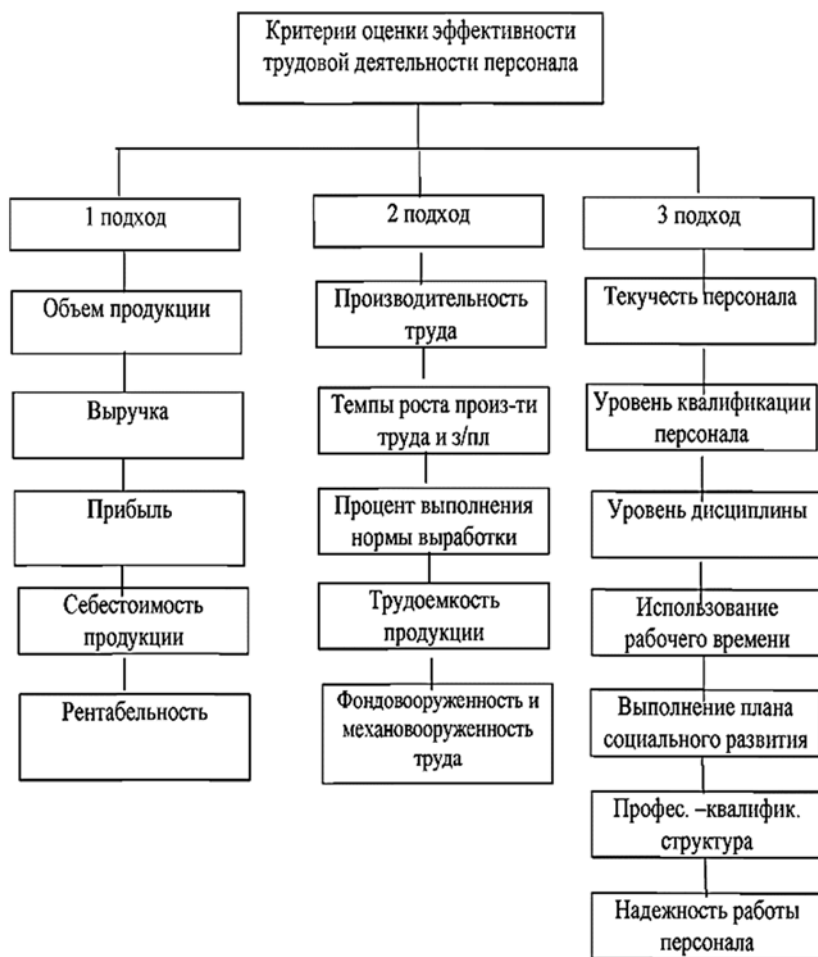 Критерии оценки эффективности
трудовой деятельности персонала
1 подход
Объем продукции
Выручка
Прибыль
Себестоимость
продукции
Рентабельность
2 подход
Производительность
труда
Темпы роста произ-ти
труда и з/пл
Процент выполнения
нормы выработки
Трудоемкость
продукции
Фондовооруженность и
механовооруженность
труда
3 подход
Текучесть персонала
Уровень квалификации
персонала
Уровень дисциплины
Использование
рабочего времени
Выполнение плана
социального развития
Профес. –квалифик.
структура
Надежность работы
персонала